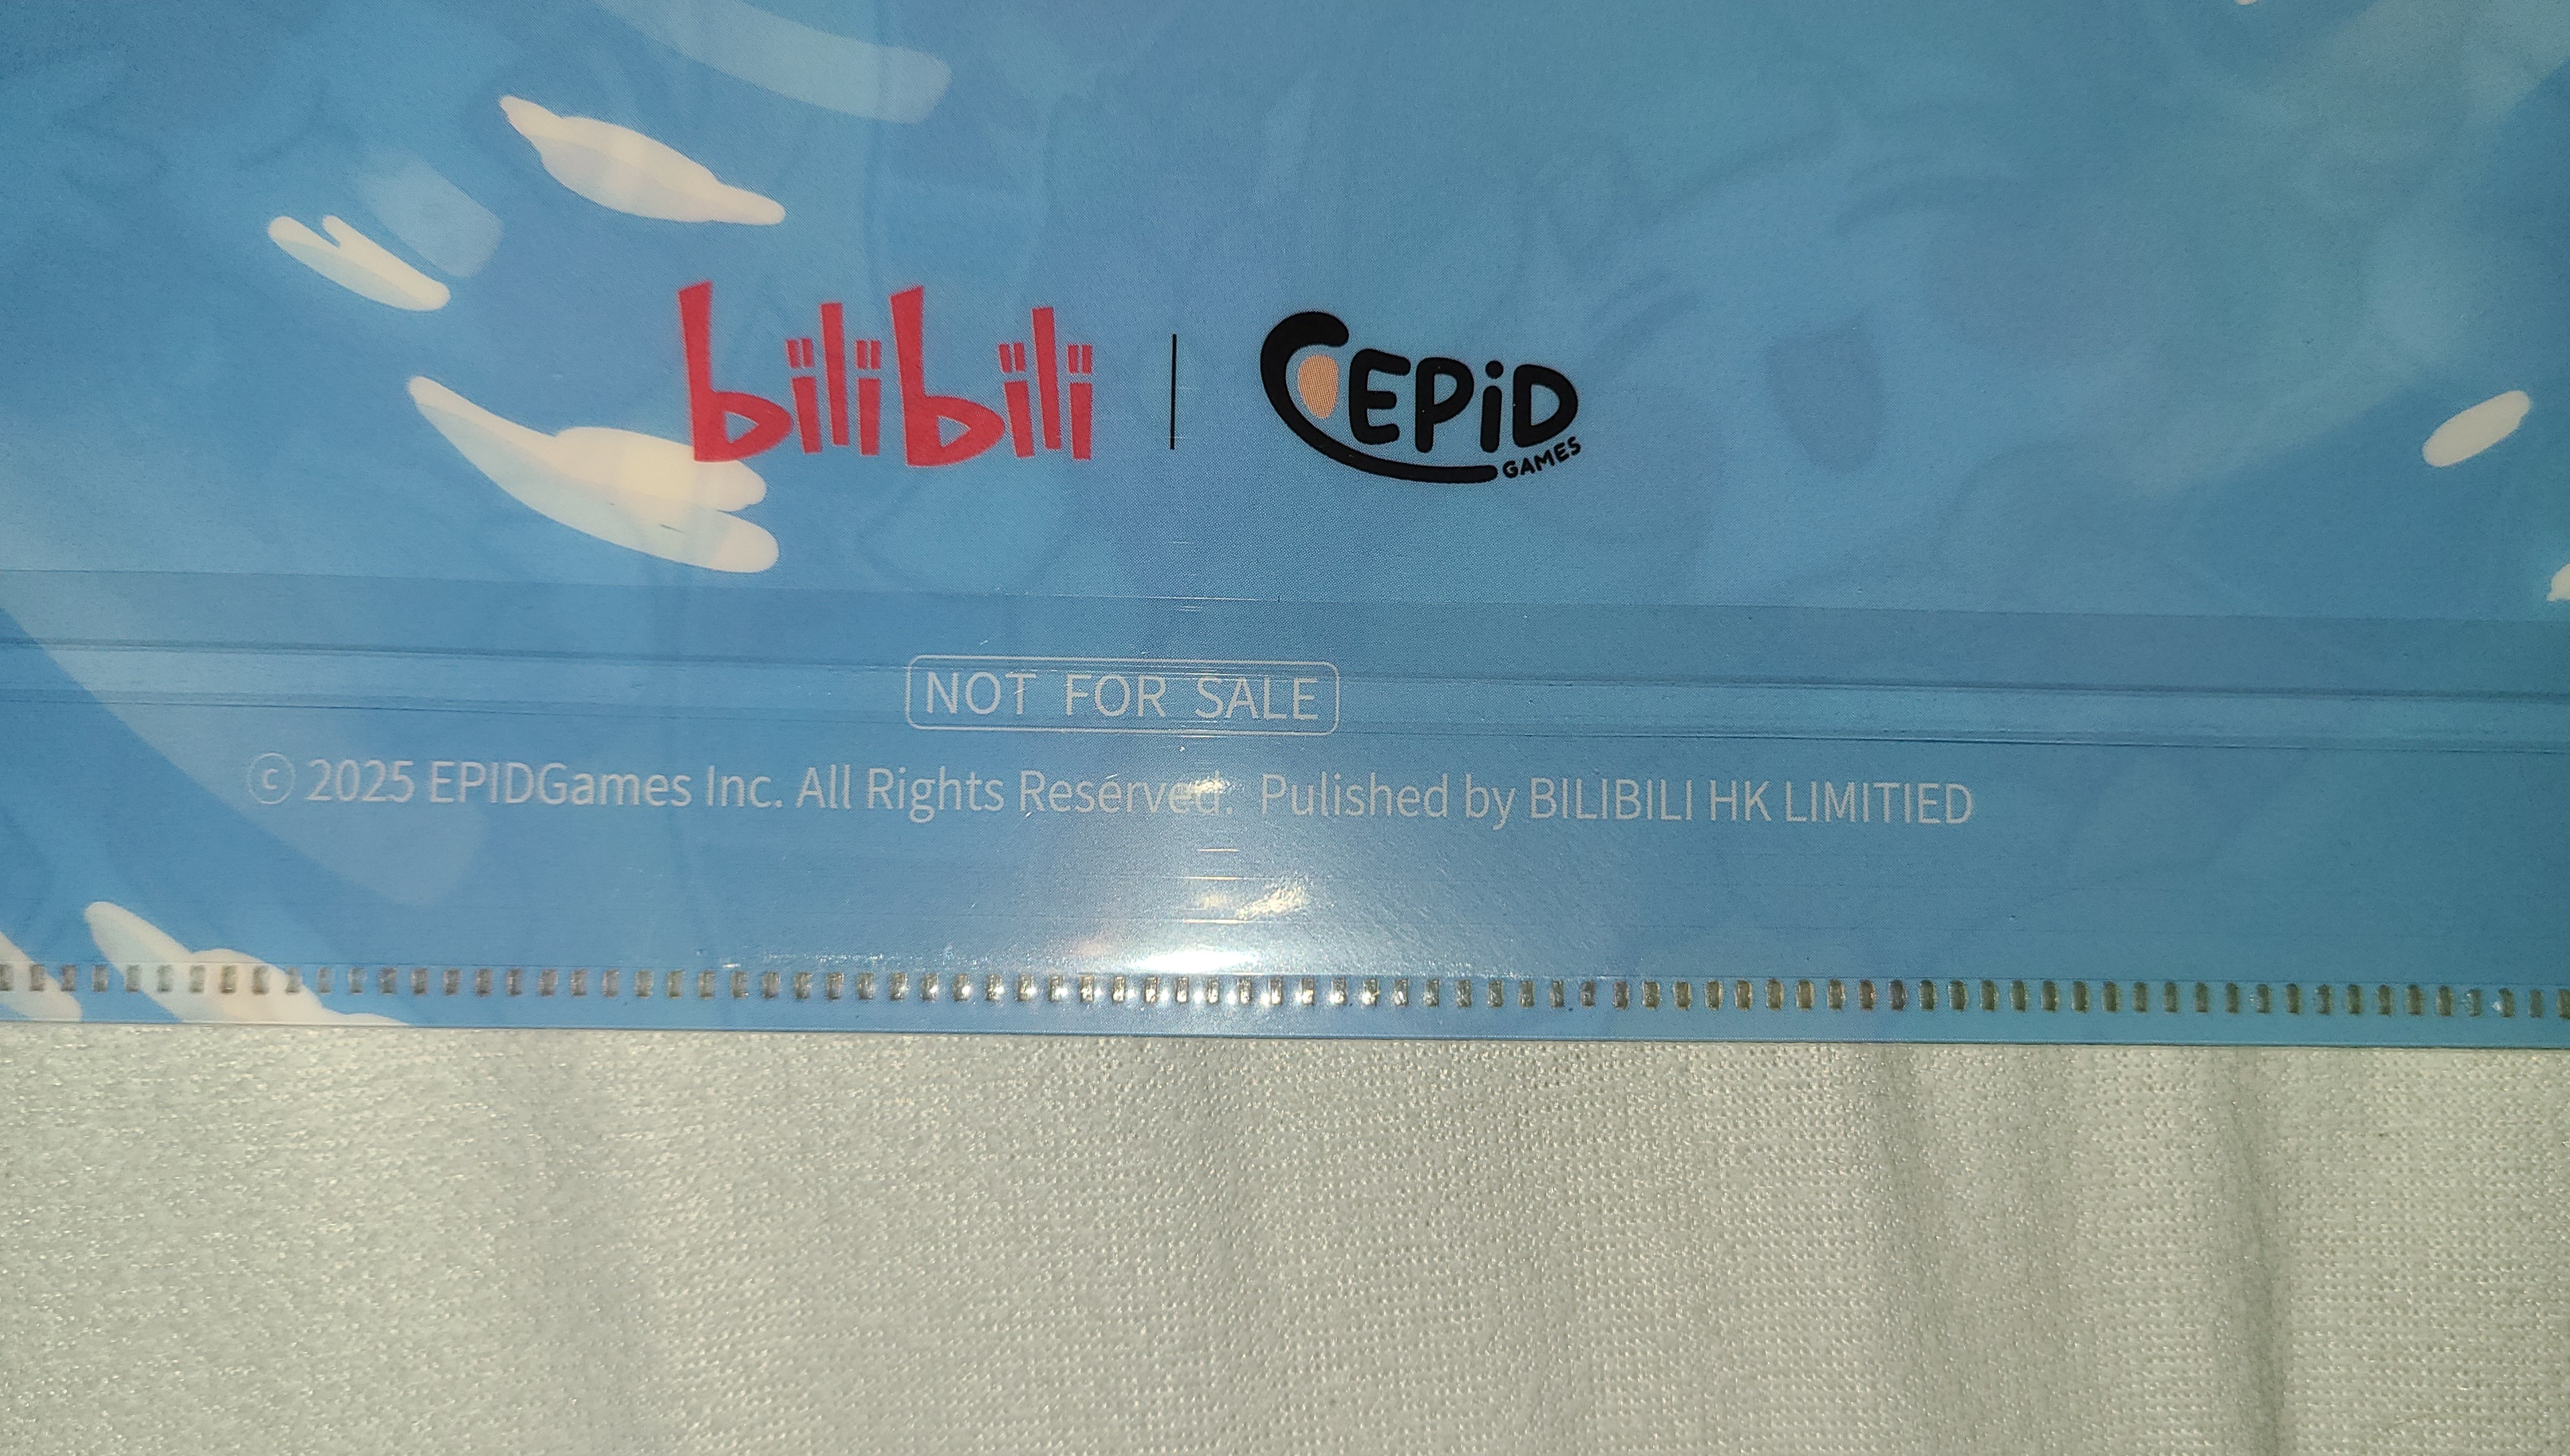 bilibili | EPiD
GAMES
NOT FOR SALE
© 2025 EPIDGames Inc. All Rights Reserved. Pulished by BILIBILI HK LIMITIED